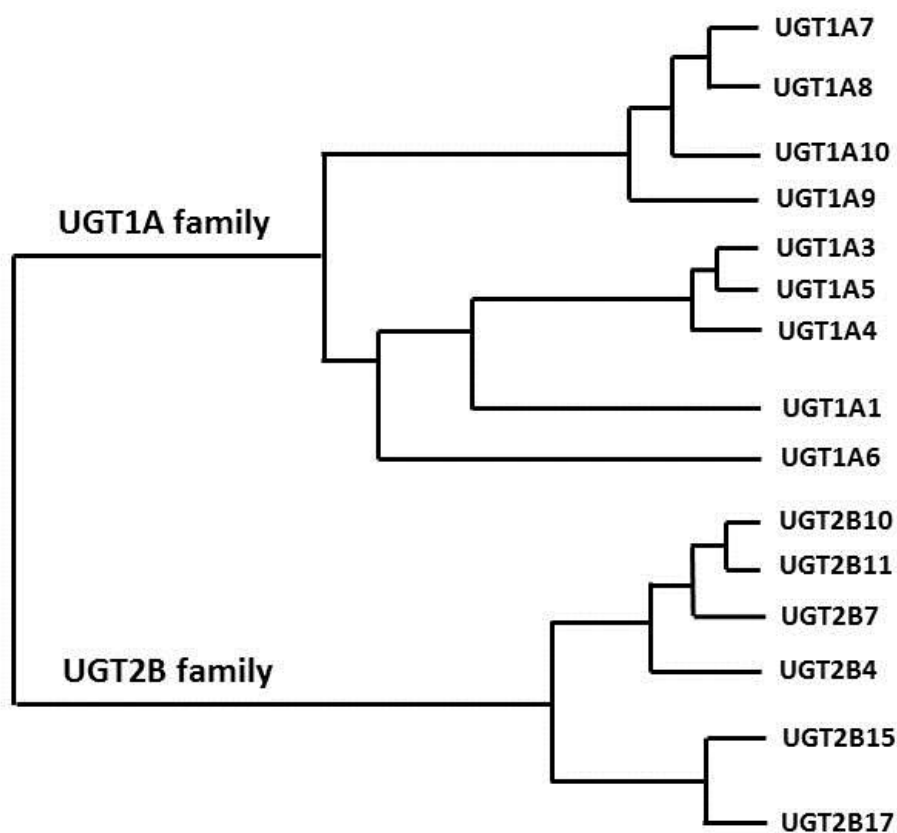 UGT1A7
UGT1A8
UGT1A10
UGT1A9
UGT1A family
UGT1A3
UGT1A5
UGT1A4
UGT1A1
UGT1A6
UGT2B10
UGT2B11
UGT2B7
UGT2B family
UGT2B4
UGT2B15
UGT2B17